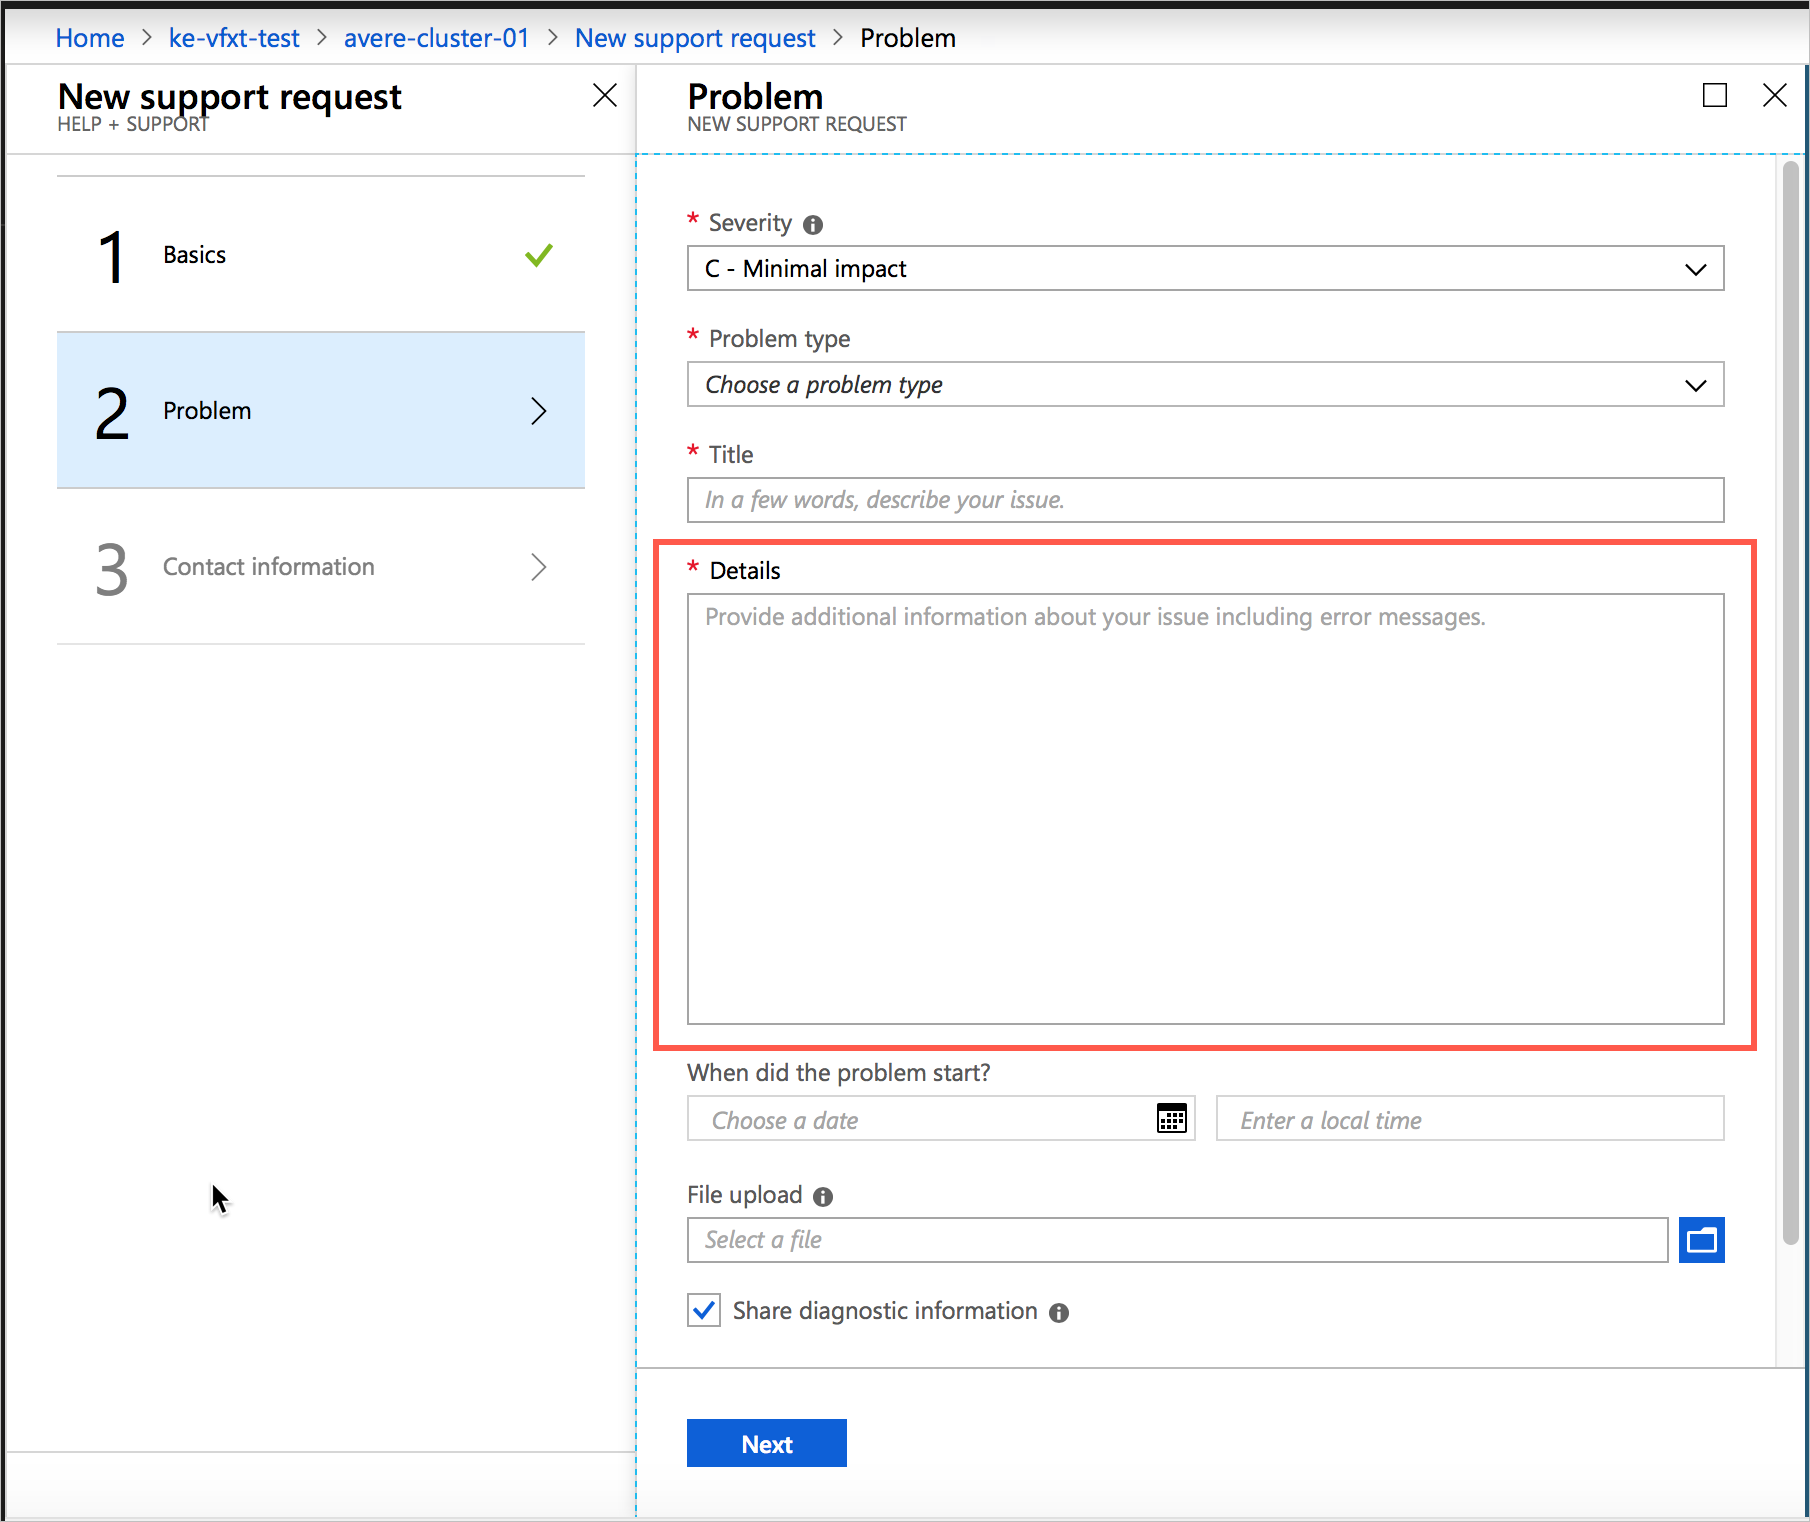 Home > ke-vfxt-test > avere-cluster-01 > New support request > Problem
New support request
HELP + SUPPORT
1 Basics
2 Problem
3 Contact information
Problem
NEW SUPPORT REQUEST
* Severity
C - Minimal impact
* Problem type
Choose a problem type
* Title
In a few words, describe your issue.
* Details
Provide additional information about your issue including error messages.
When did the problem start?
Choose a date
Enter a local time
File upload
Select a file
Share diagnostic information
Next